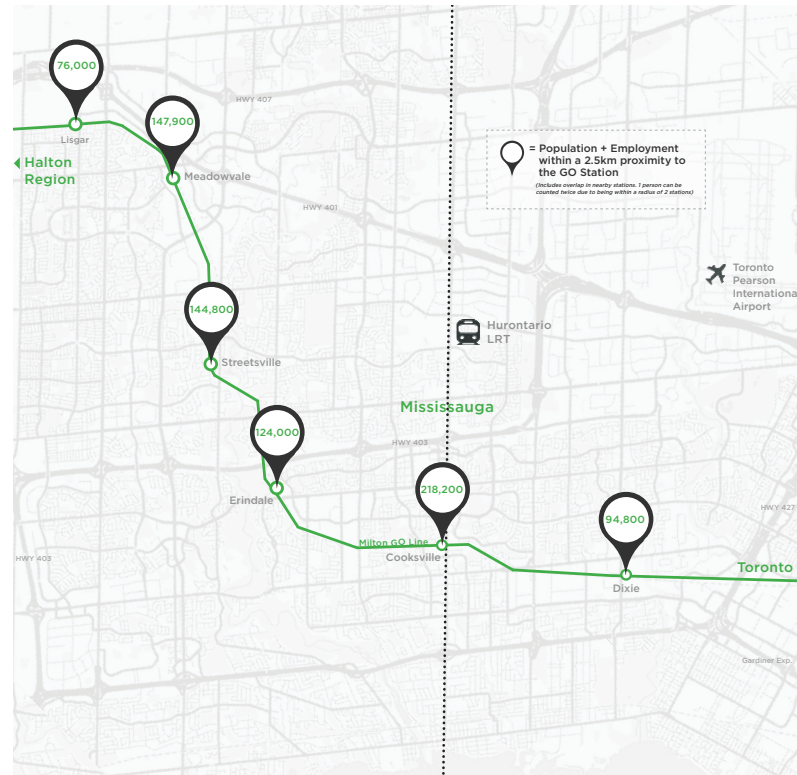 76,000
HWY 407
147,900
Lisgar
Halton
Region
Meadowvale
= Population + Employment
within a 2.5km proximity to
the GO Station
(Includes overlap in nearby stations. 1 person can be
counted twice due to being within a radius of 2 stations)
HWY 401
Toronto
Pearson
Internationa
Airport
144,800
Hurontario
LRT
Streetsville
Mississauga
124,000
HWY 403
218,200
Erindale
94,800
HWY 427
Milton GO Line
Cooksville
HWY 403
Toronto
Dixie
Gardiner Exp.